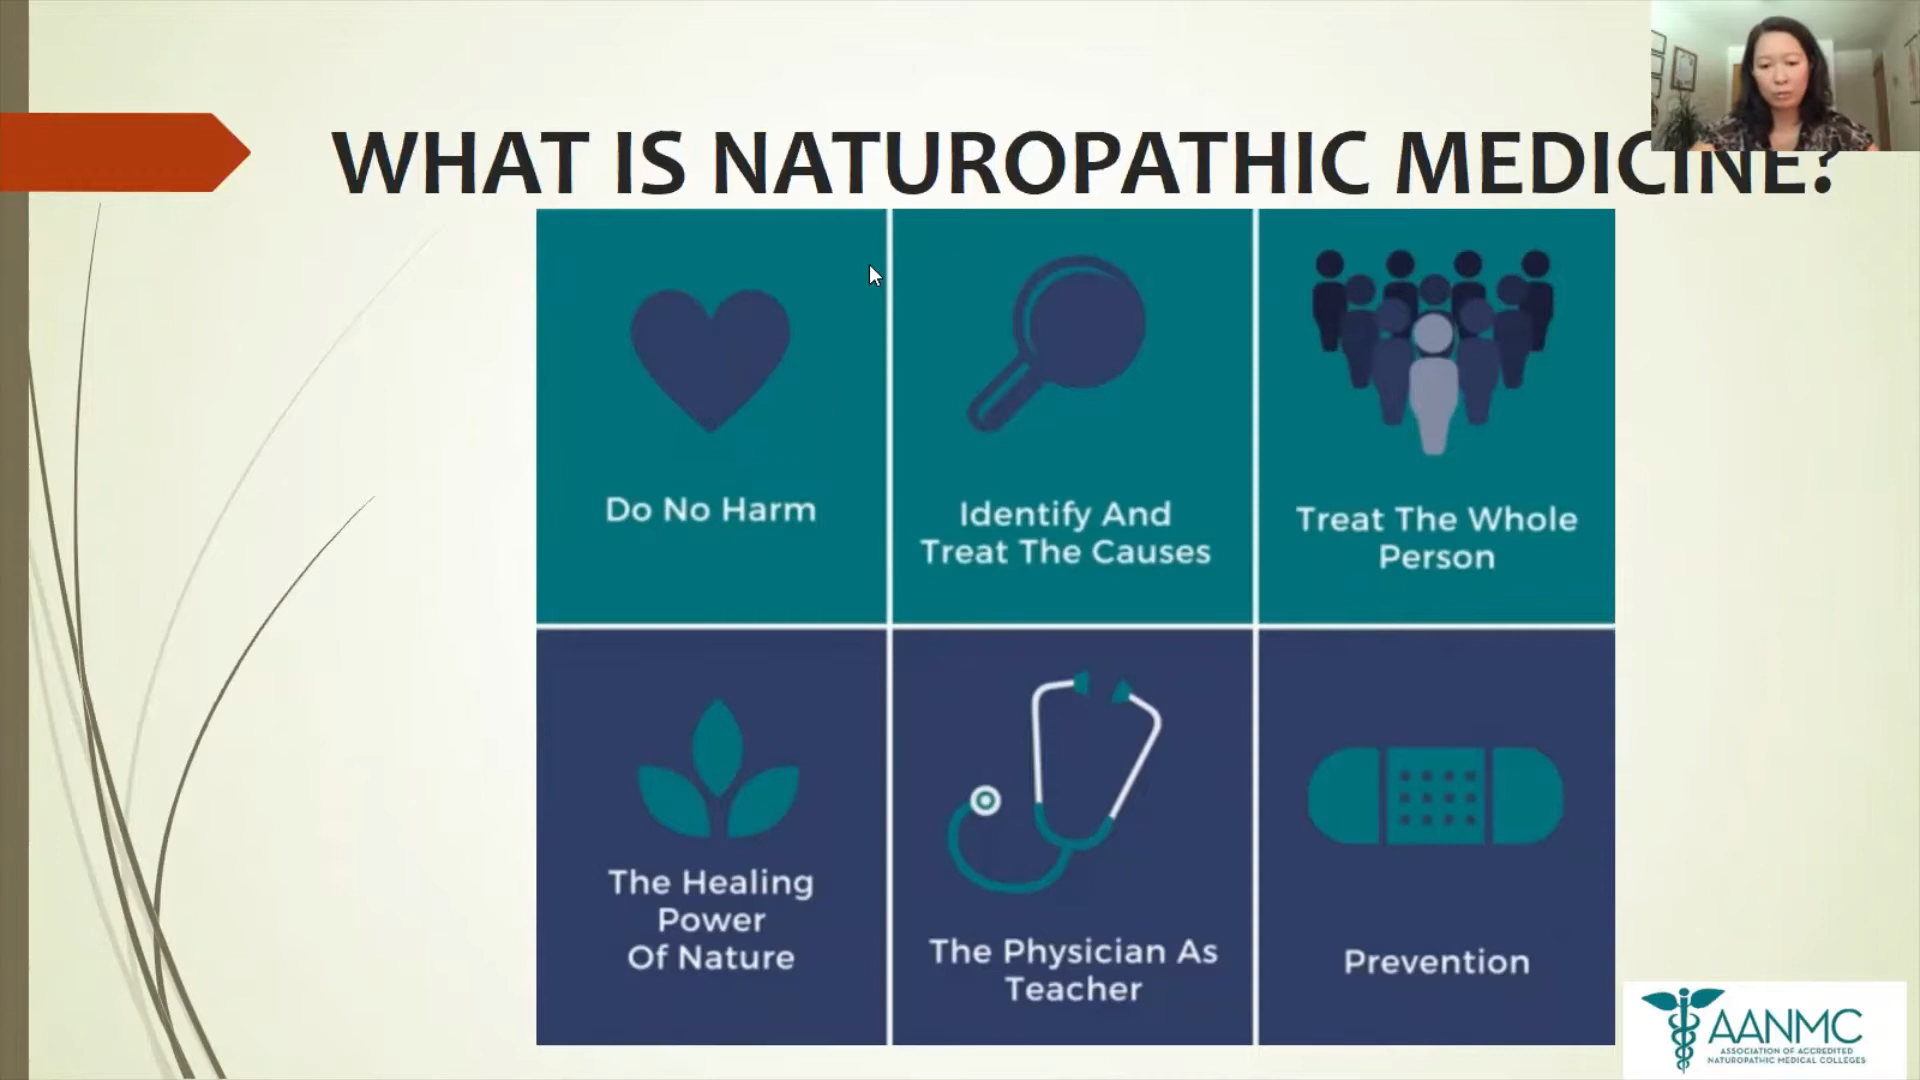 WHAT IS NATUROPATHIC MEDICINE?
Do No Harm
Identify And
Treat The Causes
Treat The Whole
Person
The Healing
Power
Of Nature
The Physician As
Teacher
Prevention
AANMC
ASSOCIATION OF ACCREDITED
NATUROPATHIC MEDICAL COLLEGES